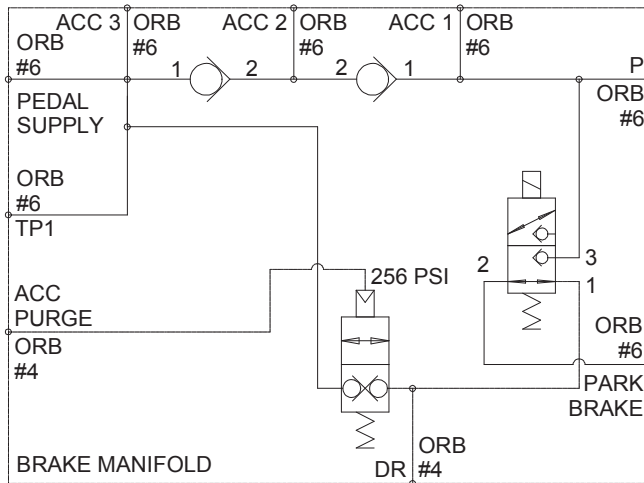 ACC 3
ORB
#6
ACC 2
ORB
#6
ACC 1
ORB
#6
ORB
#6
1
2
2
1
P
ORB
#6
PEDAL
SUPPLY
ORB
#6
TP1
2
3
1
256 PSI
ACC
PURGE
ORB
#4
ORB
#6
PARK
BRAKE
BRAKE MANIFOLD
DR
ORB
#4